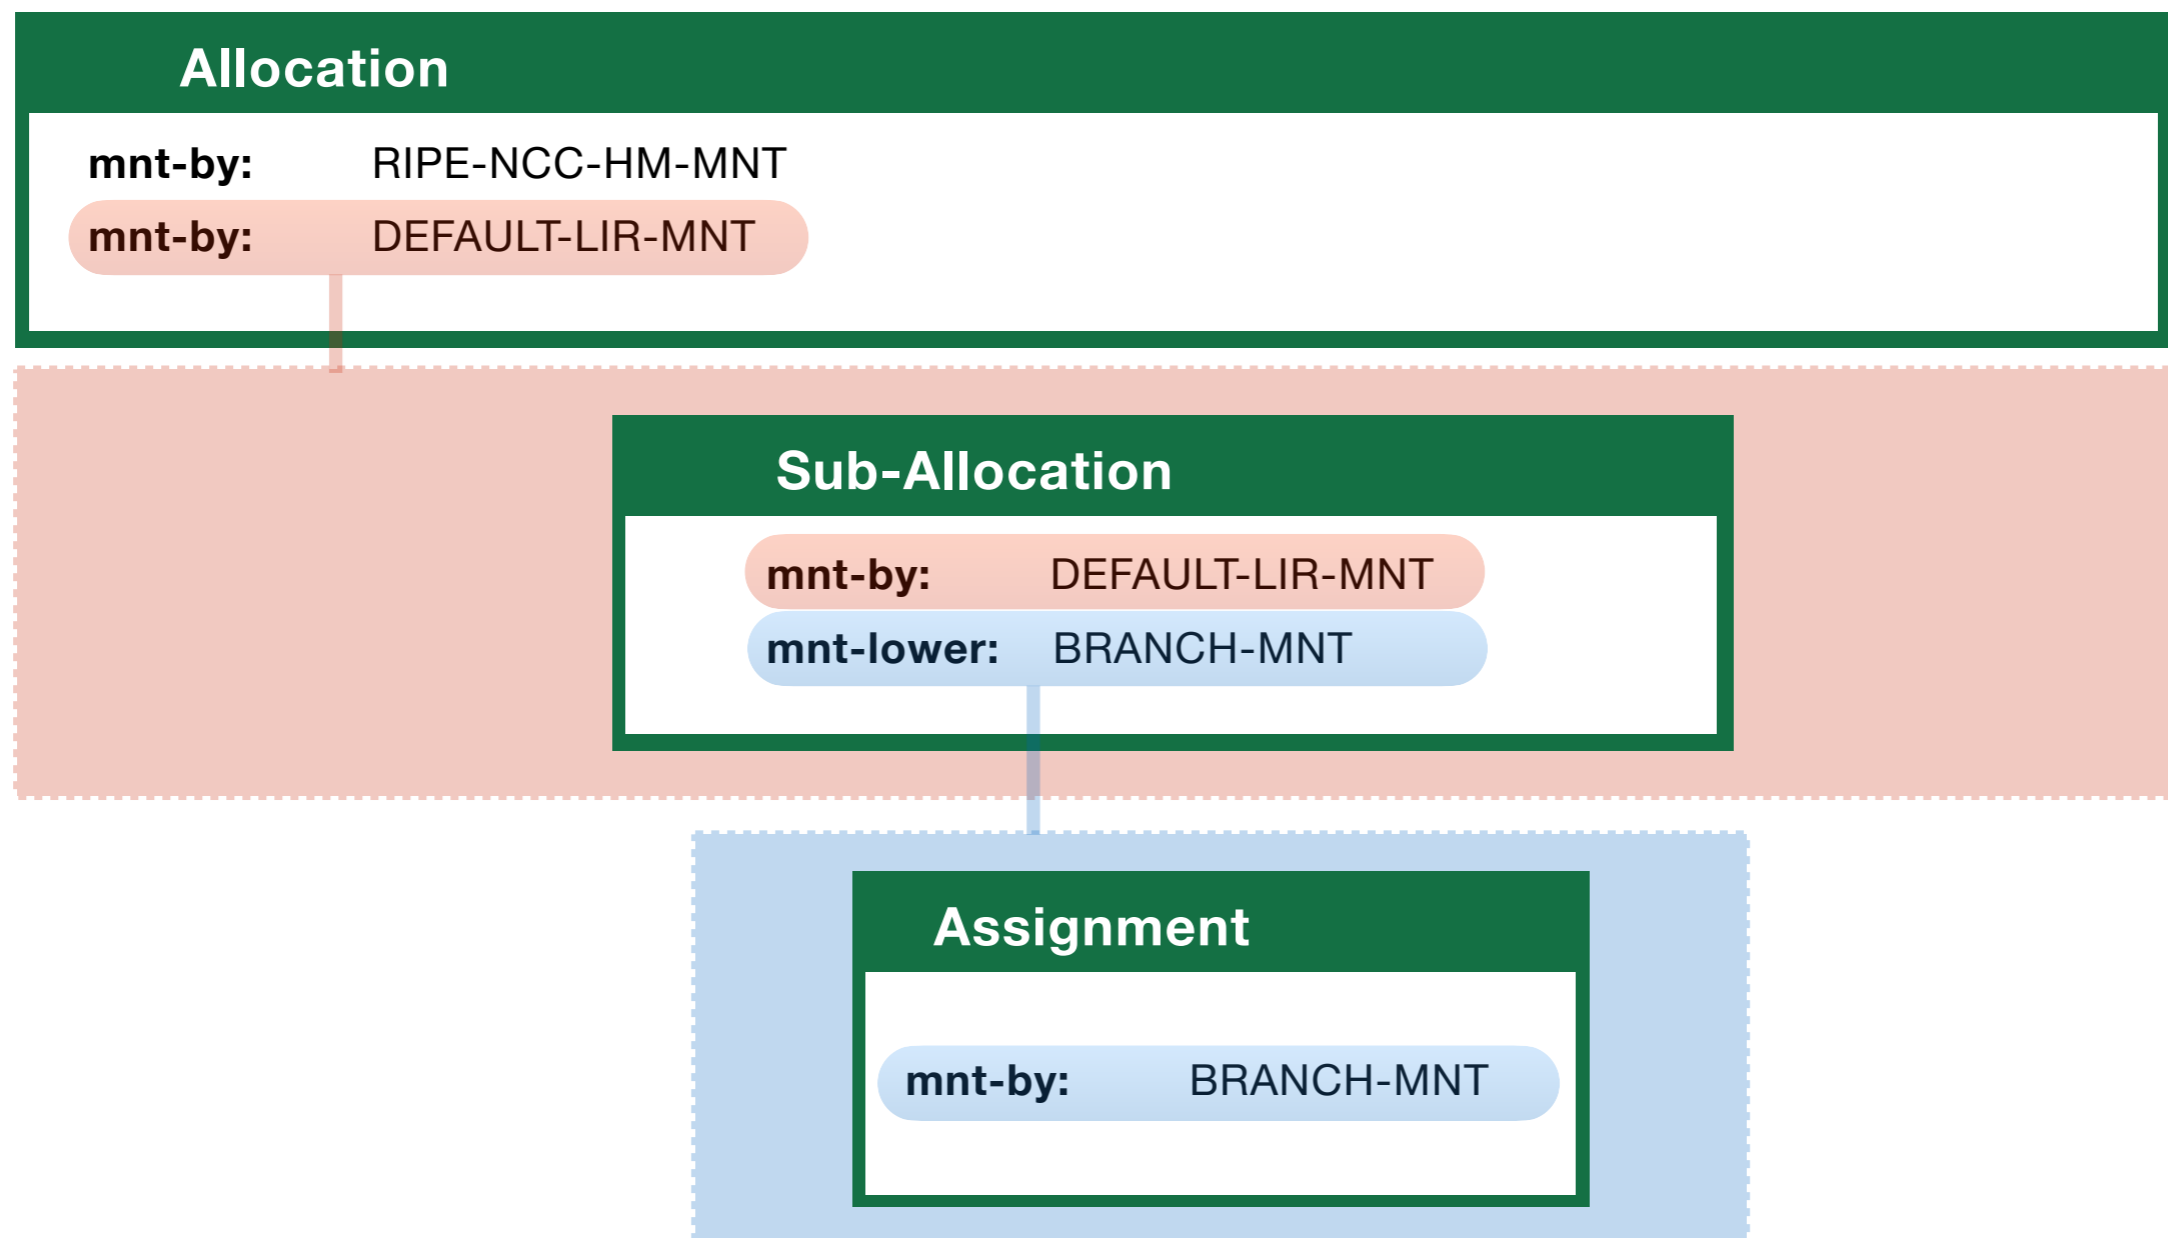 Allocation
mnt-by: RIPE-NCC-HM-MNT
mnt-by: DEFAULT-LIR-MNT
Sub-Allocation
mnt-by: DEFAULT-LIR-MNT
mnt-lower: BRANCH-MNT
Assignment
mnt-by: BRANCH-MNT